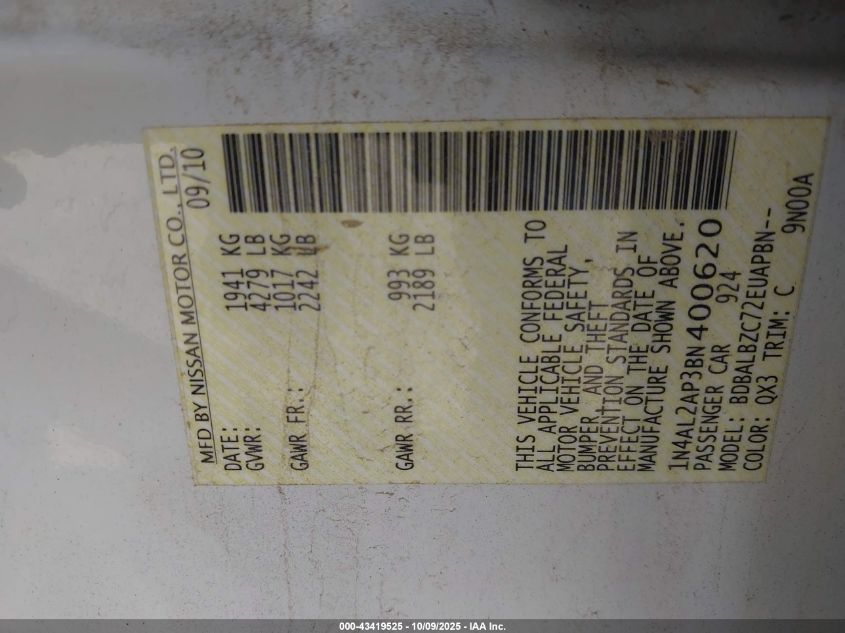 MFD BY NISSAN MOTOR CO., LTD.
DATE: 09/10
GVWR: 1941 KG
4279 LB
GAWR FR.: 1017 KG
2242 LB
GAWR RR.: 993 KG
2189 LB
THIS VEHICLE CONFORMS TO
ALL APPLICABLE FEDERAL
MOTOR VEHICLE SAFETY,
BUMPER, AND THEFT
PREVENTION STANDARDS IN
EFFECT ON THE DATE OF
MANUFACTURE SHOWN ABOVE.
1N4AL2AP3BN400620
PASSENGER CAR 924
MODEL: BDBALBZC72EUAPBN--
COLOR: QX3 TRIM: C 9N00A
000-43419525 - 10/09/2025 - IAA Inc.